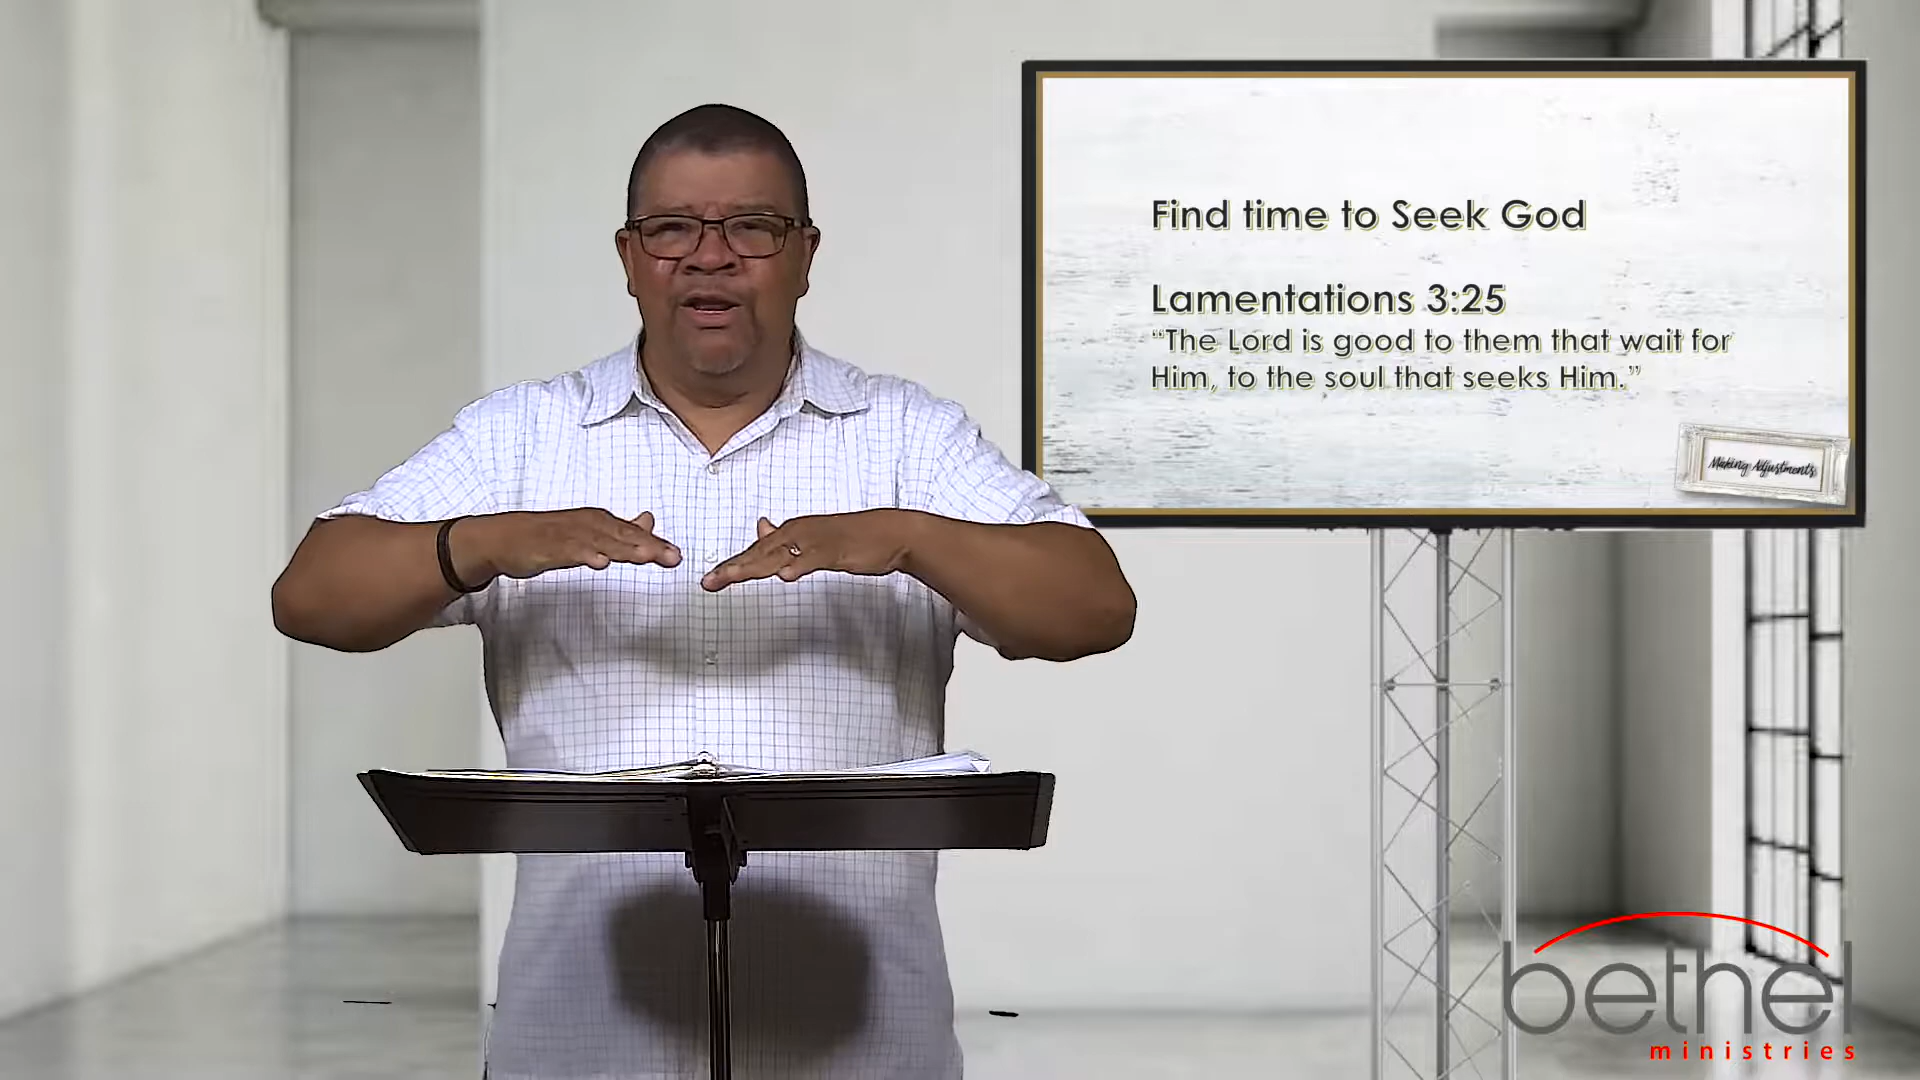 Find time to Seek God
Lamentations 3:25
“The Lord is good to them that wait for
Him, to the soul that seeks Him.”
Making Adjustments
bethel
ministries